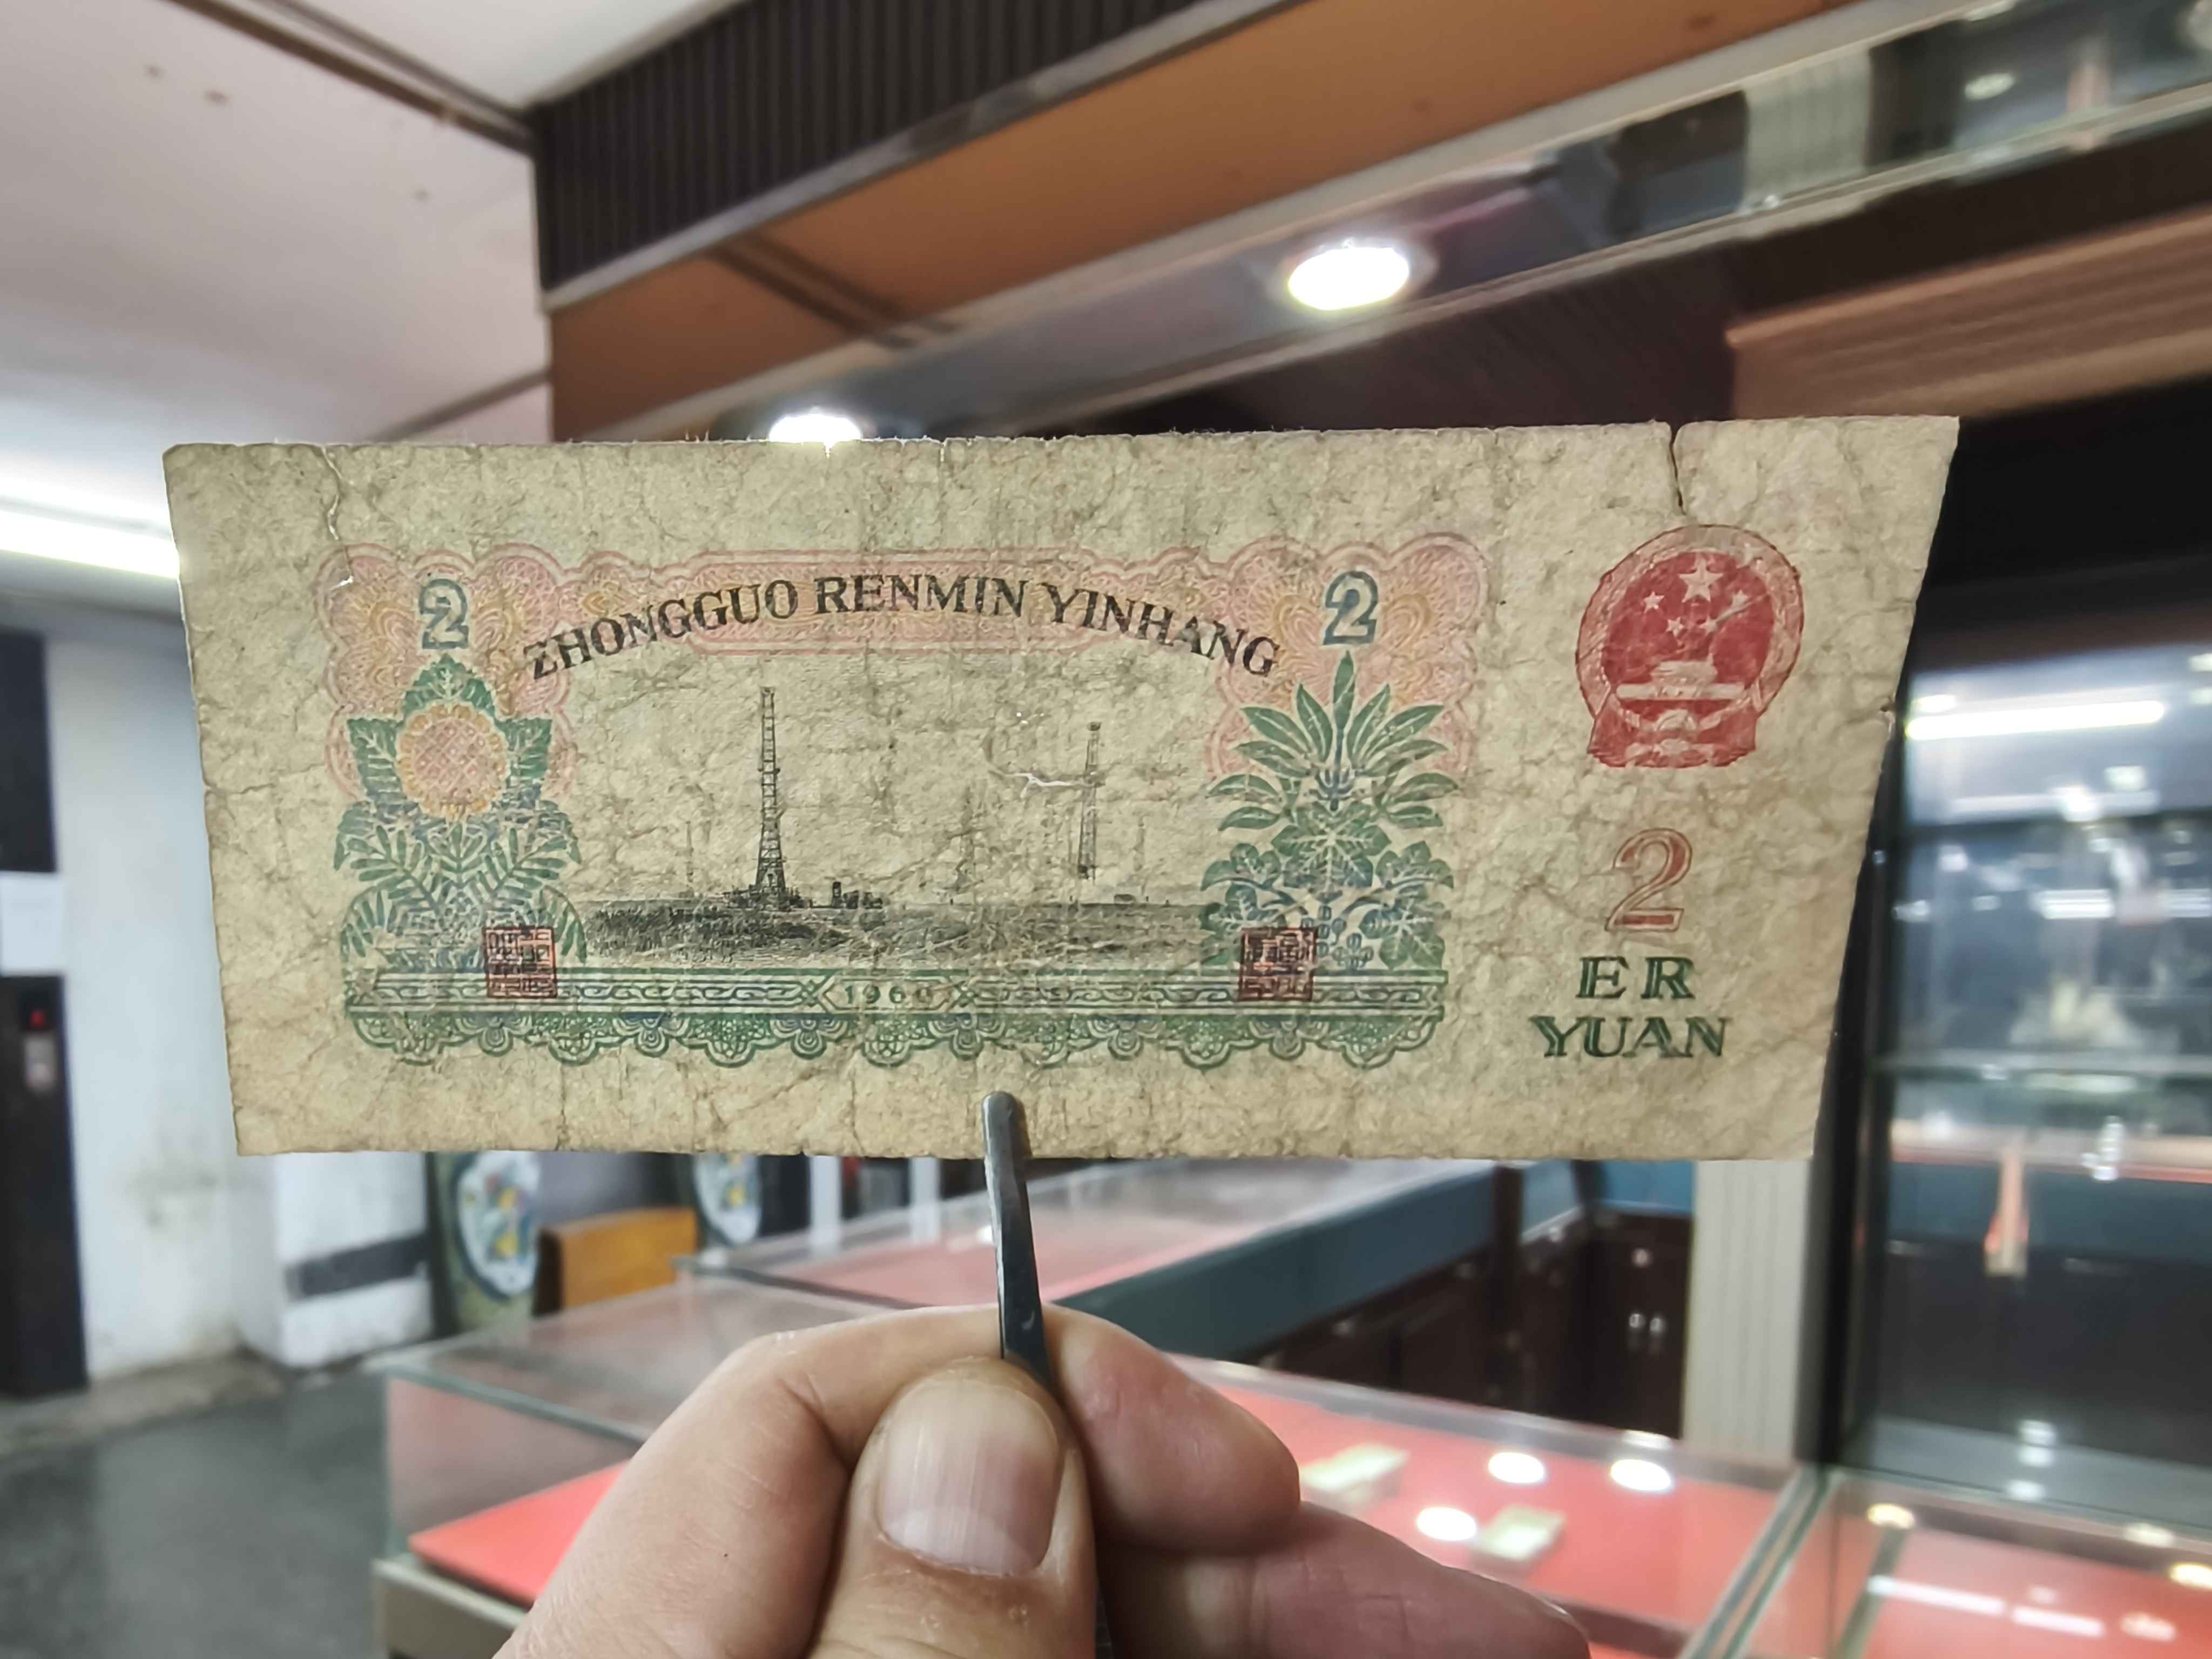 2
2
ZHONGGUO RENMIN YINHANG
2
ER
YUAN
1960